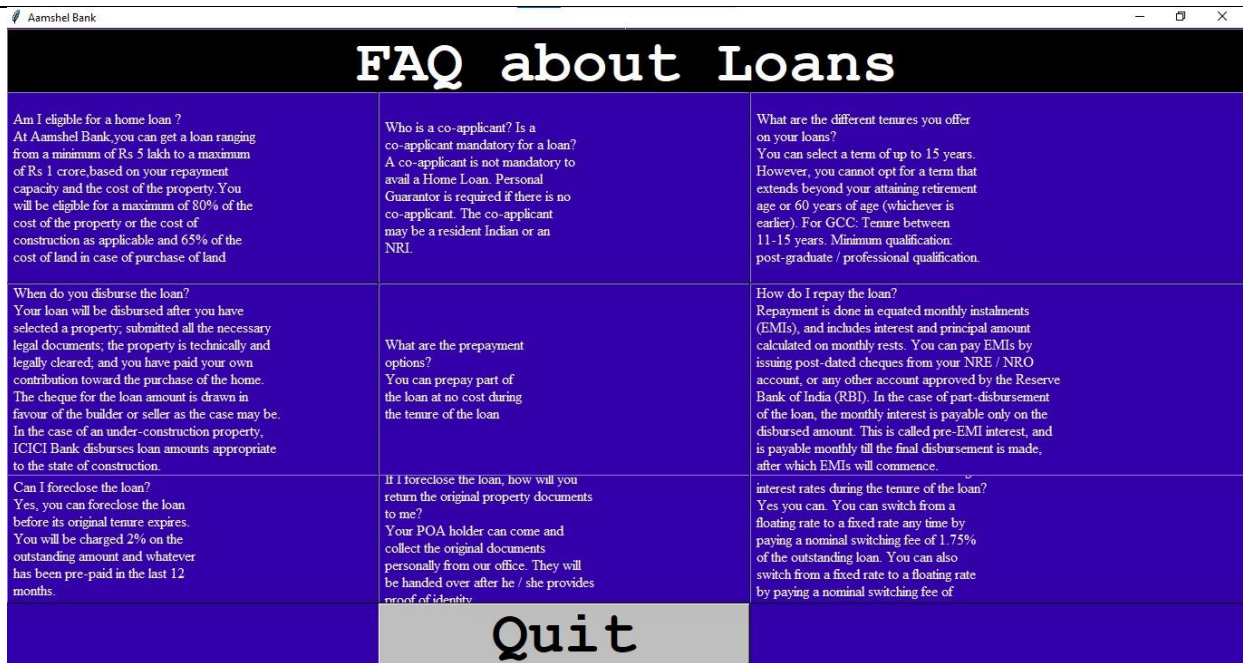 Aamshel Bank
FAQ about Loans
Am I eligible for a home loan ?
At Aamshel Bank,you can get a loan ranging
from a minimum of Rs 5 lakh to a maximum
of Rs 1 crore,based on your repayment
capacity and the cost of the property.You
will be eligible for a maximum of 80% of the
cost of the property or the cost of
construction as applicable and 65% of the
cost of land in case of purchase of land
Who is a co-applicant? Is a
co-applicant mandatory for a loan?
A co-applicant is not mandatory to
avail a Home Loan. Personal
Guarantor is required if there is no
co-applicant. The co-applicant
may be a resident Indian or an
NRI.
What are the different tenures you offer
on your loans?
You can select a term of up to 15 years.
However, you cannot opt for a term that
extends beyond your attaining retirement
age or 60 years of age (whichever is
earlier). For GCC: Tenure between
11-15 years. Minimum qualification:
post-graduate / professional qualification.
When do you disburse the loan?
Your loan will be disbursed after you have
selected a property; submitted all the necessary
legal documents; the property is technically and
legally cleared; and you have paid your own
contribution toward the purchase of the home.
The cheque for the loan amount is drawn in
favour of the builder or seller as the case may be.
In the case of an under-construction property,
ICICI Bank disburses loan amounts appropriate
to the state of construction.
What are the prepayment
options?
You can prepay part of
the loan at no cost during
the tenure of the loan
How do I repay the loan?
Repayment is done in equated monthly instalments
(EMIs), and includes interest and principal amount
calculated on monthly rests. You can pay EMIs by
issuing post-dated cheques from your NRE / NRO
account, or any other account approved by the Reserve
Bank of India (RBI). In the case of part-disbursement
of the loan, the monthly interest is payable only on the
disbursed amount. This is called pre-EMI interest, and
is payable monthly till the final disbursement is made,
after which EMIs will commence.
Can I foreclose the loan?
Yes, you can foreclose the loan
before its original tenure expires.
You will be charged 2% on the
outstanding amount and whatever
has been pre-paid in the last 12
months.
If I foreclose the loan, how will you
return the original property documents
to me?
Your POA holder can come and
collect the original documents
personally from our office. They will
be handed over after he / she provides
proof of identity
interest rates during the tenure of the loan?
Yes you can. You can switch from a
floating rate to a fixed rate any time by
paying a nominal switching fee of 1.75%
of the outstanding loan. You can also
switch from a fixed rate to a floating rate
by paying a nominal switching fee of
Quit